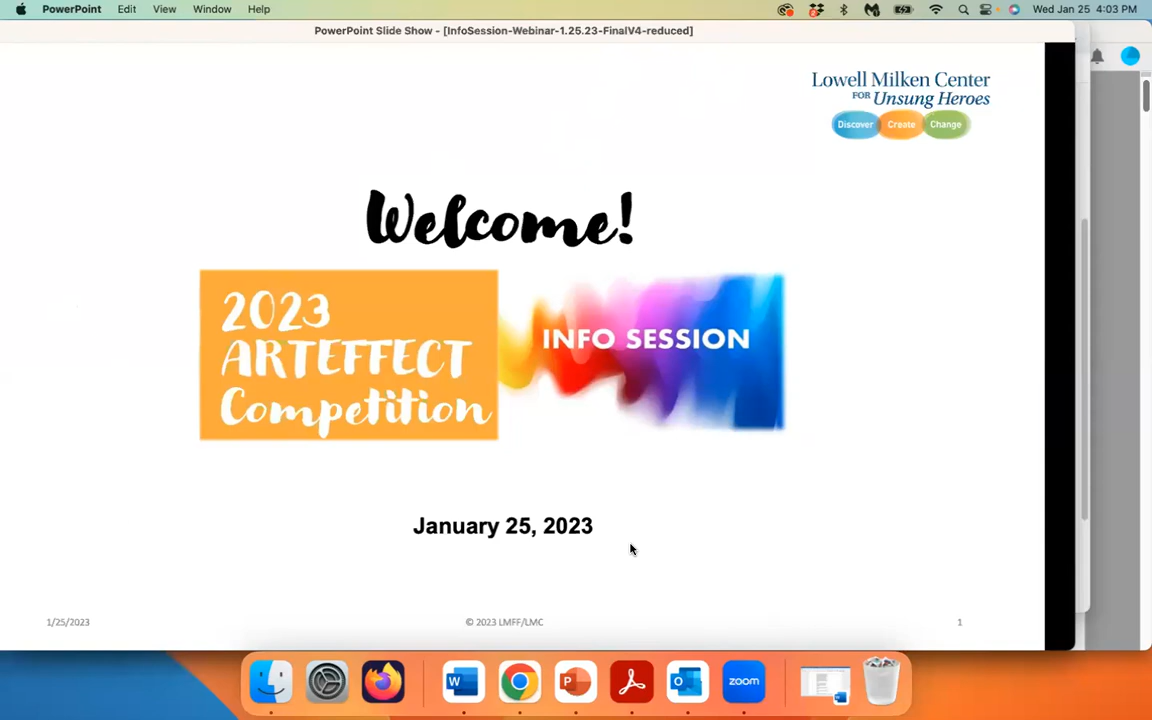 PowerPoint Edit View Window Help Wed Jan 25 4:03 PM
PowerPoint Slide Show - [InfoSession-Webinar-1.25.23-FinalV4-reduced]
Lowell Milken Center
FOR Unsung Heroes
Discover Create Change
Welcome!
2023
ARTEFFECT
Competition
INFO SESSION
January 25, 2023
1/25/2023 © 2023 LMFF/LMC 1
W P zoom